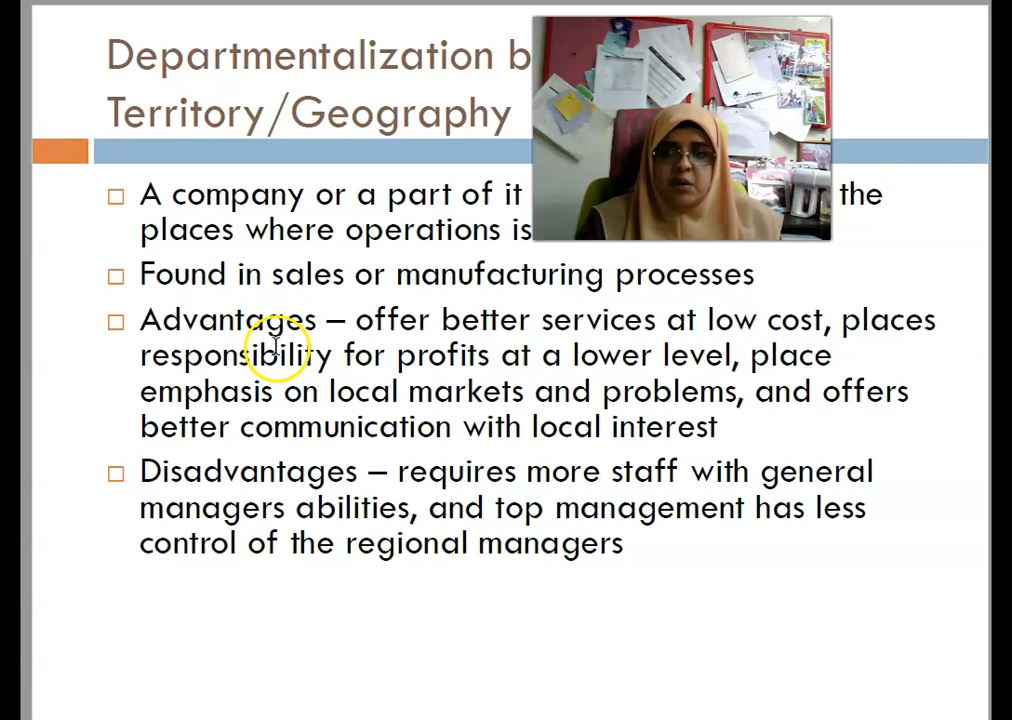 Departmentalization b
Territory/Geography
A company or a part of it the
places where operations is
Found in sales or manufacturing processes
Advantages – offer better services at low cost, places
responsibility for profits at a lower level, place
emphasis on local markets and problems, and offers
better communication with local interest
Disadvantages – requires more staff with general
managers abilities, and top management has less
control of the regional managers